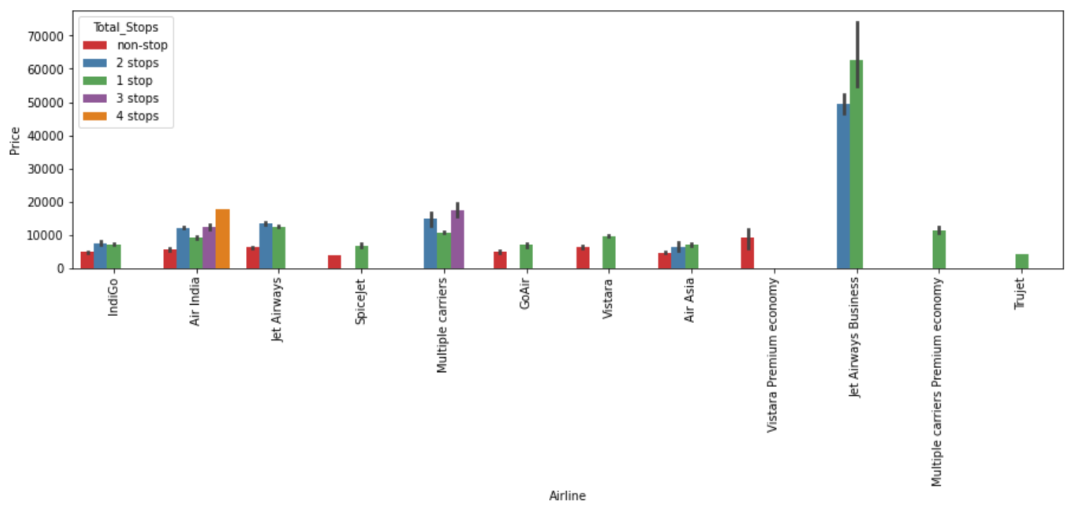 Total_Stops
non-stop
2 stops
1 stop
3 stops
4 stops
70000
60000
50000
40000
30000
20000
10000
0
Price
IndiGo
Air India
Jet Airways
SpiceJet
Multiple carriers
GoAir
Vistara
Air Asia
Vistara Premium economy
Jet Airways Business
Multiple carriers Premium economy
Trujet
Airline